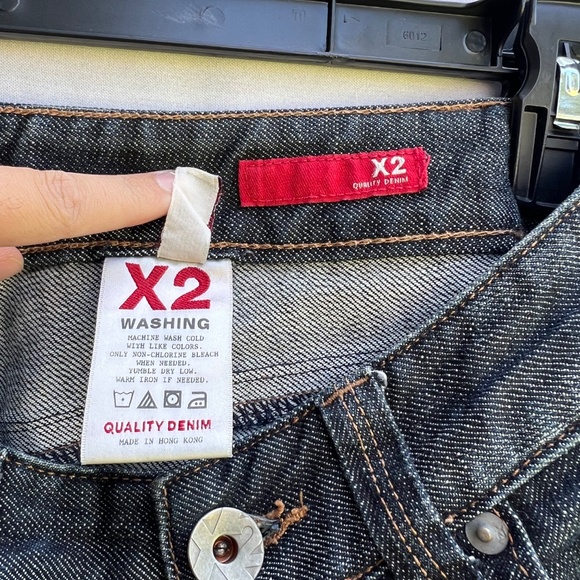 6012
X2
QUALITY DENIM
X2
WASHING
MACHINE WASH COLD
WITH LIKE COLORS.
ONLY NON-CHLORINE BLEACH
WHEN NEEDED.
TUMBLE DRY LOW.
WARM IRON IF NEEDED.
QUALITY DENIM
MADE IN HONG KONG